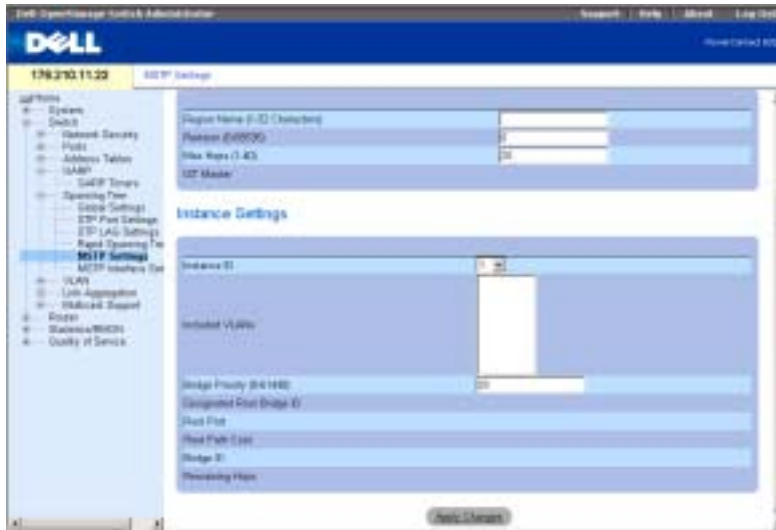 Dell OpenManage Switch Administrator
Support Help About Log Out
DELL
176.210.11.22
MSTP Settings
Home
System
Switch
Network Security
Ports
Address Tables
GARP
GARP Timers
Spanning Tree
Global Settings
STP Port Settings
STP LAG Settings
Rapid Spanning Tre
MSTP Settings
MSTP Interface Set
VLAN
Link Aggregation
Multicast Support
Router
Statistics/RMON
Quality of Service
Region Name (1-32 Characters)
Revision (0-65535)
Max Hops (1-40)
IST Master
Instance Settings
Instance ID
1
Included VLANs
Bridge Priority
Designated Root Bridge ID
Root Port
Root Path Cost
Bridge ID
Remaining Hops
Apply Changes